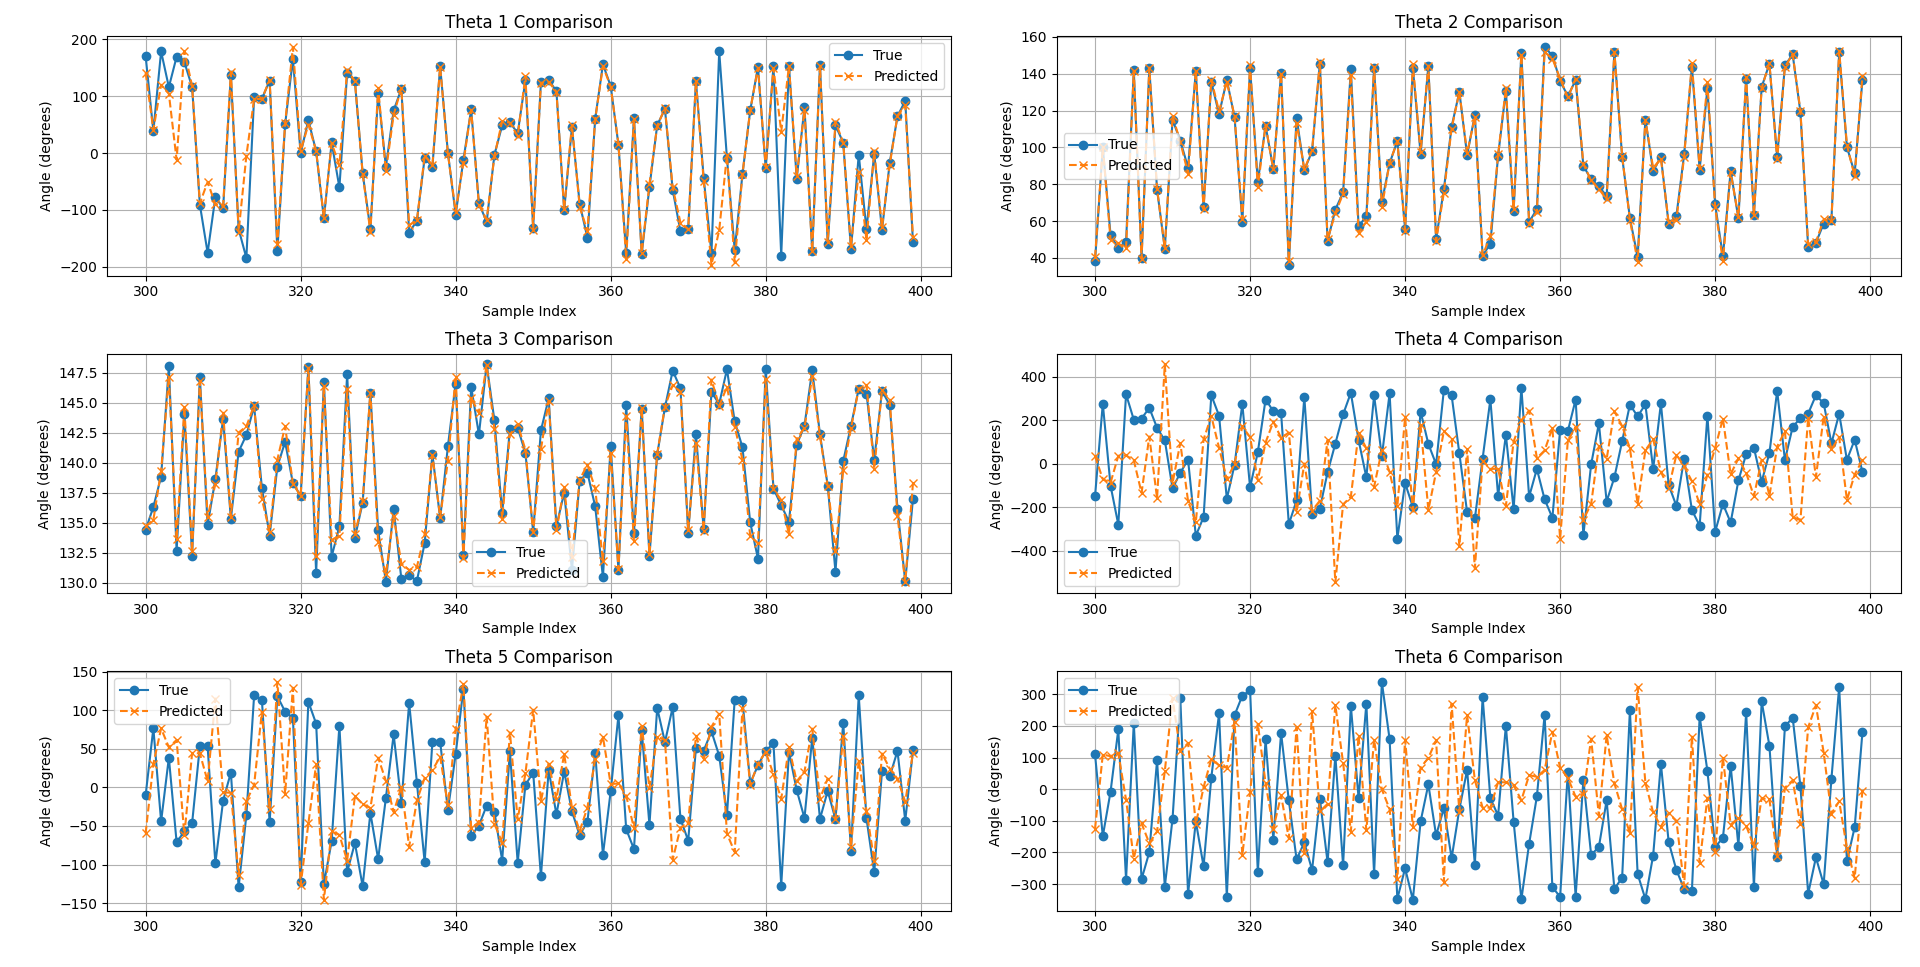 Theta 1 Comparison
200
100
0
−100
−200
Angle (degrees)
True
Predicted
300
320
340
360
380
400
Sample Index
Theta 2 Comparison
160
140
120
100
80
60
40
Angle (degrees)
True
Predicted
300
320
340
360
380
400
Sample Index
Theta 3 Comparison
147.5
145.0
142.5
140.0
137.5
135.0
132.5
130.0
Angle (degrees)
True
Predicted
300
320
340
360
380
400
Sample Index
Theta 4 Comparison
400
200
0
−200
−400
Angle (degrees)
True
Predicted
300
320
340
360
380
400
Sample Index
Theta 5 Comparison
150
100
50
0
−50
−100
−150
Angle (degrees)
True
Predicted
300
320
340
360
380
400
Sample Index
Theta 6 Comparison
300
200
100
0
−100
−200
−300
Angle (degrees)
True
Predicted
300
320
340
360
380
400
Sample Index